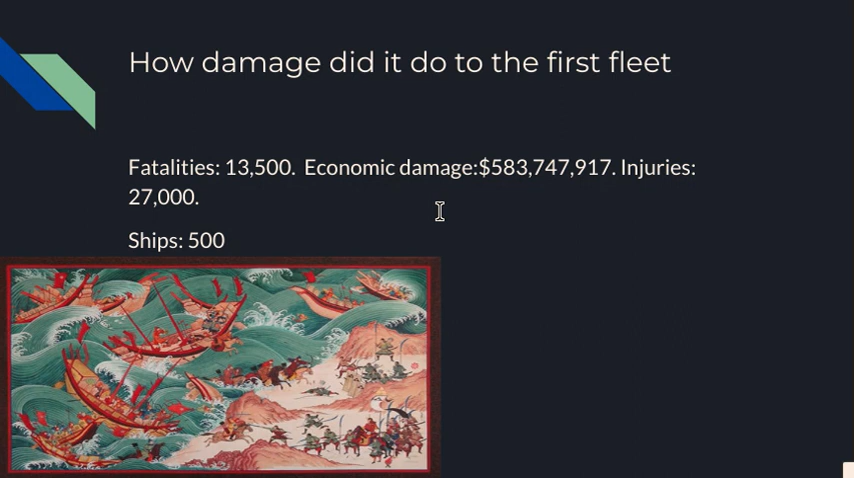 How damage did it do to the first fleet
Fatalities: 13,500.  Economic damage:$583,747,917. Injuries:
27,000.
Ships: 500